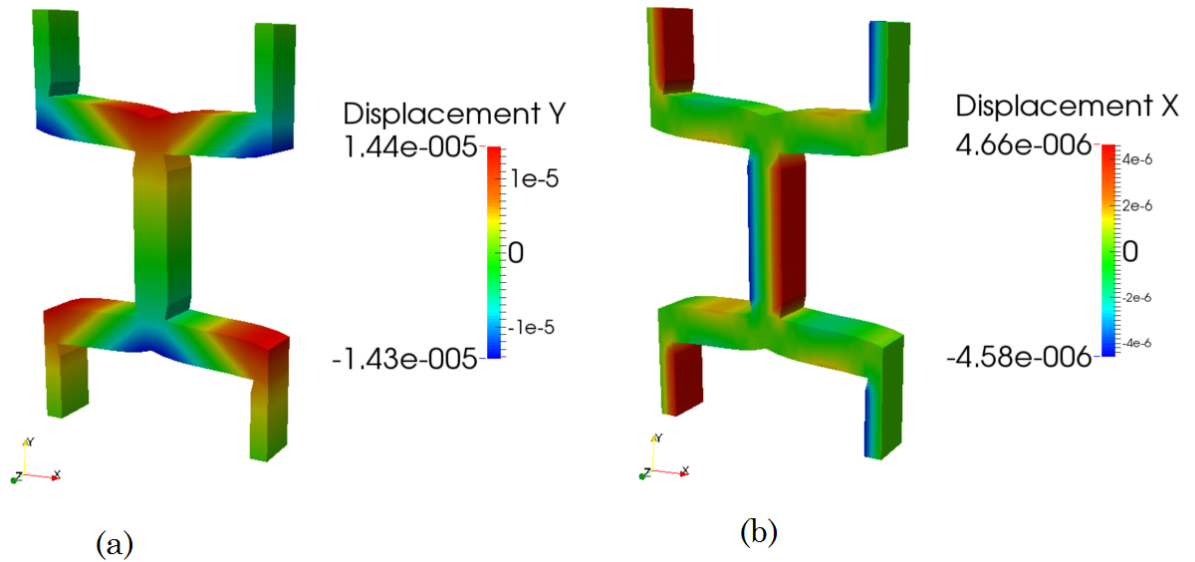 Displacement Y
1.44e-005
1e-5
0
-1e-5
-1.43e-005
Y
Z
X
(a)
Displacement X
4.66e-006
4e-6
2e-6
0
-2e-6
-4e-6
-4.58e-006
Y
Z
X
(b)